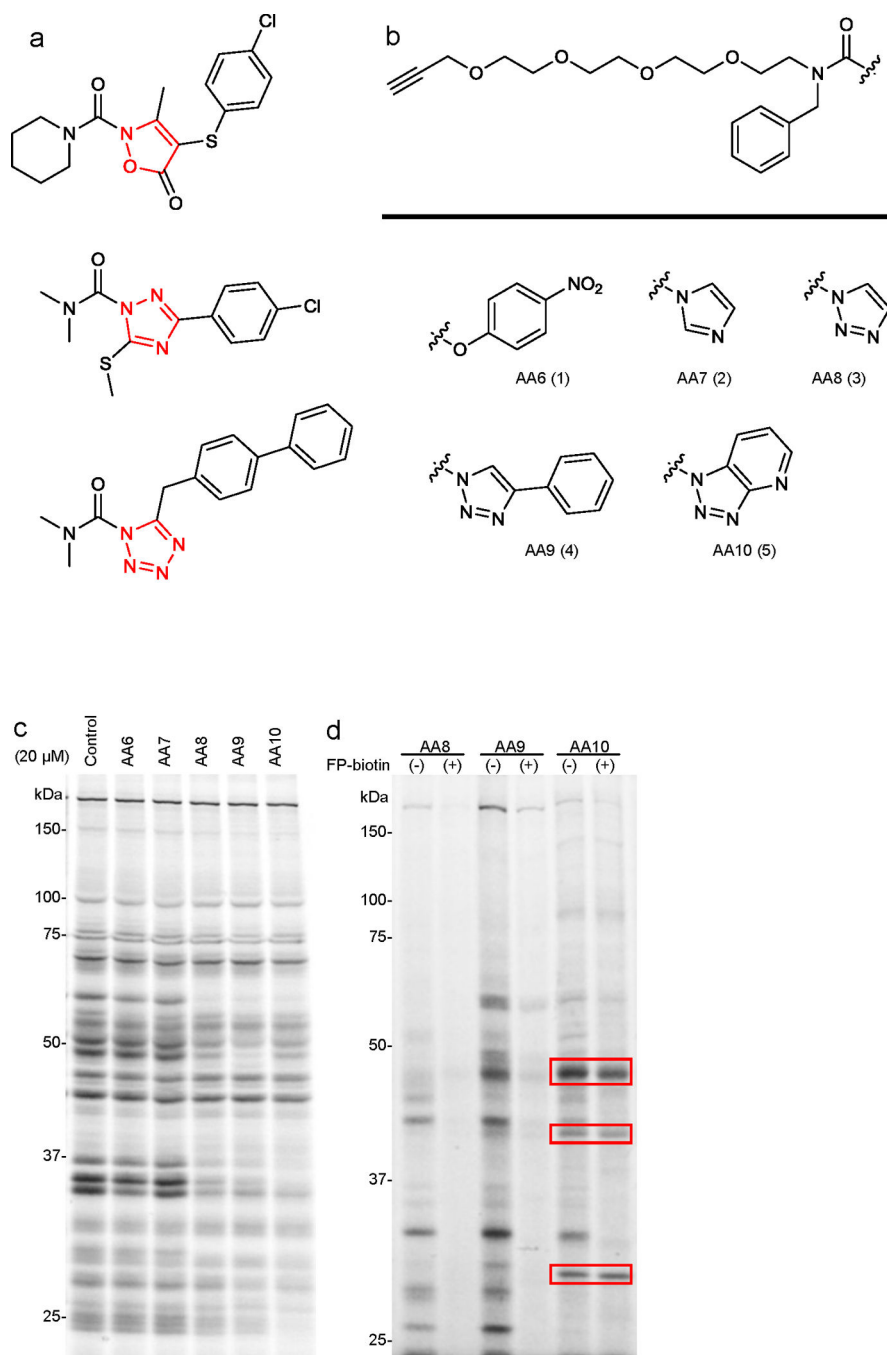 a
b
Cl
O
O
N
N
S
O
O
N
O
O
O
O
O
N
O
N
N
N
N
Cl
S
NO₂
O
N
N
N
N
N
AA6 (1)
AA7 (2)
AA8 (3)
O
N
N
N
N
N
N
N
N
N
N
N
N
AA9 (4)
AA10 (5)
c
(20 µM)
Control
AA6
AA7
AA8
AA9
AA10
kDa
150-
100-
75-
50-
37-
25-
d
AA8
AA9
AA10
FP-biotin
(-)
(+)
(-)
(+)
(-)
(+)
kDa
150-
100-
75-
50-
37-
25-